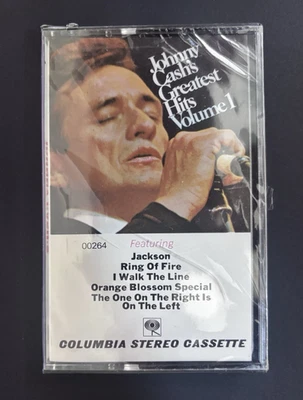 Johnny
Cash's
Greatest
Hits
Volume 1
00264
Featuring
Jackson
Ring Of Fire
I Walk The Line
Orange Blossom Special
The One On The Right Is
On The Left
COLUMBIA STEREO CASSETTE